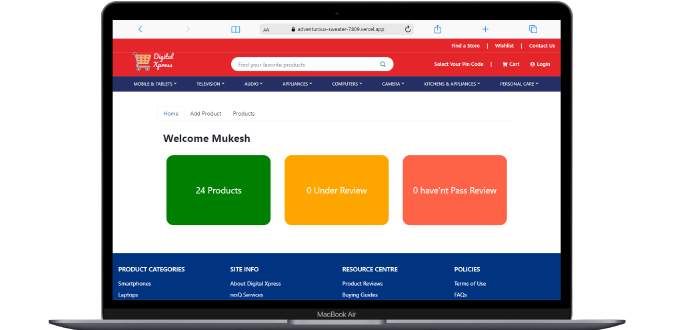 AA adventurous-sweater-7809.vercel.app
Find a Store | Wishlist | Contact Us
Digital
Xpress
Find your favorite products
Select Your Pin Code | Cart Login
MOBILE & TABLETS TELEVISION AUDIO APPLIANCES COMPUTERS CAMERA KITCHENS & APPLIANCES PERSONAL CARE
Home Add Product Products
Welcome Mukesh
24 Products
0 Under Review
0 have'nt Pass Review
PRODUCT CATEGORIES SITE INFO RESOURCE CENTRE POLICIES
Smartphones About Digital Xpress Product Reviews Terms of Use
Laptops resQ Services Buying Guides FAQs
MacBook Air